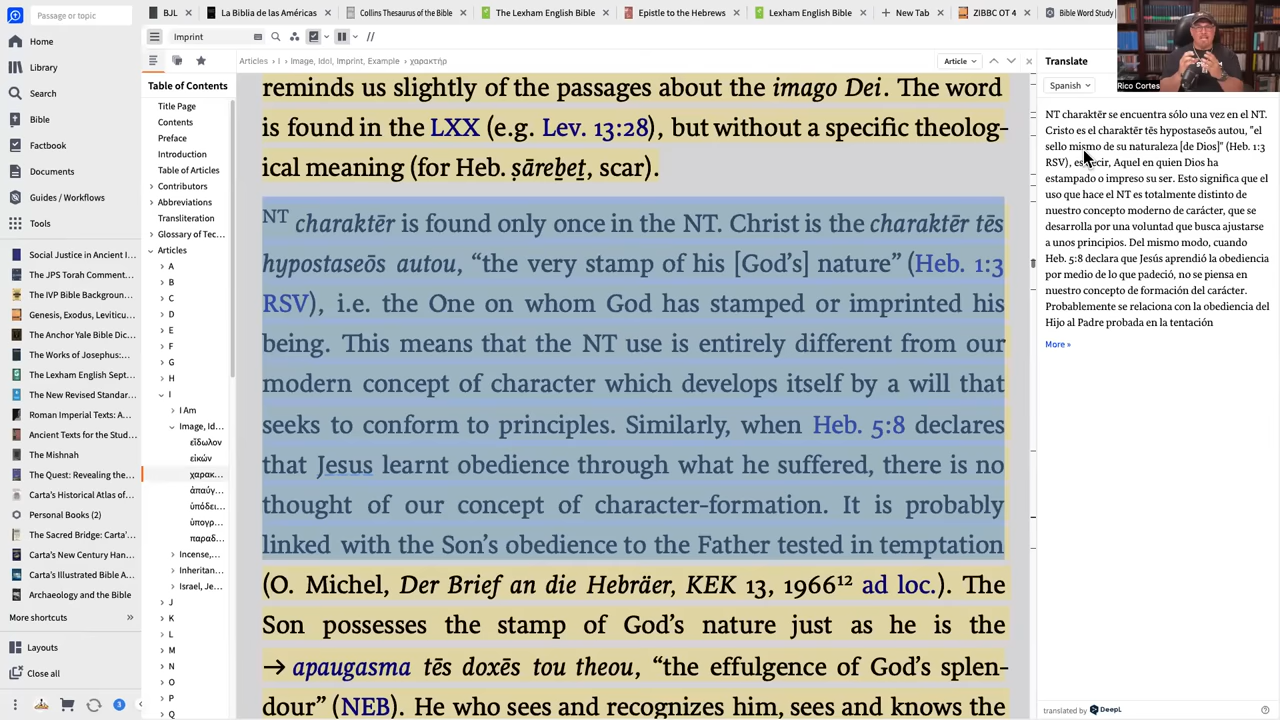 BJL
La Biblia de las Américas
Collins Thesaurus of the Bible
The Lexham English Bible
Epistle to the Hebrews
Lexham English Bible
New Tab
ZIBBC OT 4
Bible Word Study
Passage or topic
Home
Library
Search
Bible
Factbook
Documents
Guides / Workflows
Tools
Social Justice in Ancient I...
The JPS Torah Comment...
The IVP Bible Backgroun...
Genesis, Exodus, Leviticu...
The Anchor Yale Bible Dic...
The Works of Josephus:...
The Lexham English Sept...
The New Revised Standar...
Roman Imperial Texts: A...
Ancient Texts for the Stud...
The Mishnah
The Quest: Revealing the...
Carta's Historical Atlas of...
Personal Books (2)
The Sacred Bridge: Carta'...
Carta's New Century Han...
Carta's Illustrated Bible A...
Archaeology and the Bible
More shortcuts »
Layouts
Close all
3
Imprint
Articles › I › Image, Idol, Imprint, Example › χαρακτήρ
Article
Table of Contents
Title Page
Contents
Preface
Introduction
Table of Articles
Contributors
Abbreviations
Transliteration
Glossary of Tec...
Articles
A
B
C
D
E
F
G
H
I
I Am
Image, Id...
εἴδωλον
εἰκών
χαρακ...
ἀπαύγ...
ὑπόδει...
ὑπογρ...
παραδ...
Incense,...
Inheritan...
Israel, Je...
J
K
L
M
N
O
P
Q
reminds us slightly of the passages about the imago Dei. The word
is found in the LXX (e.g. Lev. 13:28), but without a specific theolog-
ical meaning (for Heb. ṣāreḇeṯ, scar).
NT charaktēr is found only once in the NT. Christ is the charaktēr tēs
hypostaseōs autou, “the very stamp of his [God’s] nature” (Heb. 1:3
RSV), i.e. the One on whom God has stamped or imprinted his
being. This means that the NT use is entirely different from our
modern concept of character which develops itself by a will that
seeks to conform to principles. Similarly, when Heb. 5:8 declares
that Jesus learnt obedience through what he suffered, there is no
thought of our concept of character-formation. It is probably
linked with the Son’s obedience to the Father tested in temptation
(O. Michel, Der Brief an die Hebräer, KEK 13, 1966¹² ad loc.). The
Son possesses the stamp of God’s nature just as he is the
→ apaugasma tēs doxēs tou theou, “the effulgence of God’s splen-
dour” (NEB). He who sees and recognizes him, sees and knows the
Rico Cortes
Translate
Spanish
NT charaktēr se encuentra sólo una vez en el NT.
Cristo es el charaktēr tēs hypostaseōs autou, "el
sello mismo de su naturaleza [de Dios]" (Heb. 1:3
RSV), es decir, Aquel en quien Dios ha
estampado o impreso su ser. Esto significa que el
uso que hace el NT es totalmente distinto de
nuestro concepto moderno de carácter, que se
desarrolla por una voluntad que busca ajustarse
a unos principios. Del mismo modo, cuando
Heb. 5:8 declara que Jesús aprendió la obediencia
por medio de lo que padeció, no se piensa en
nuestro concepto de formación del carácter.
Probablemente se relaciona con la obediencia del
Hijo al Padre probada en la tentación
More »
translated by DeepL